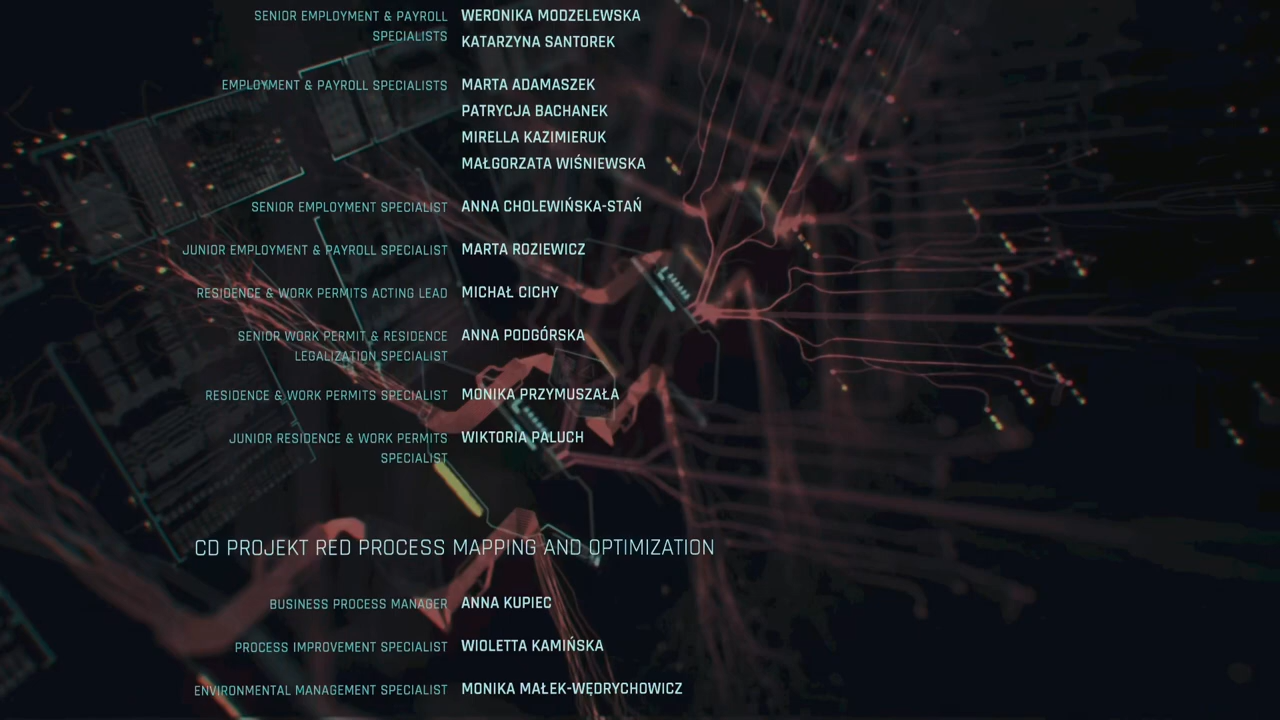 SENIOR EMPLOYMENT & PAYROLL WERONIKA MODZELEWSKA
SPECIALISTS KATARZYNA SANTOREK
EMPLOYMENT & PAYROLL SPECIALISTS MARTA ADAMASZEK
PATRYCJA BACHANEK
MIRELLA KAZIMIERUK
MAŁGORZATA WIŚNIEWSKA
SENIOR EMPLOYMENT SPECIALIST ANNA CHOLEWIŃSKA-STAŃ
JUNIOR EMPLOYMENT & PAYROLL SPECIALIST MARTA ROZIEWICZ
RESIDENCE & WORK PERMITS ACTING LEAD MICHAŁ CICHY
SENIOR WORK PERMIT & RESIDENCE ANNA PODGÓRSKA
LEGALIZATION SPECIALIST
RESIDENCE & WORK PERMITS SPECIALIST MONIKA PRZYMUSZAŁA
JUNIOR RESIDENCE & WORK PERMITS WIKTORIA PALUCH
SPECIALIST
CD PROJEKT RED PROCESS MAPPING AND OPTIMIZATION
BUSINESS PROCESS MANAGER ANNA KUPIEC
PROCESS IMPROVEMENT SPECIALIST WIOLETTA KAMIŃSKA
ENVIRONMENTAL MANAGEMENT SPECIALIST MONIKA MAŁEK-WĘDRYCHOWICZ